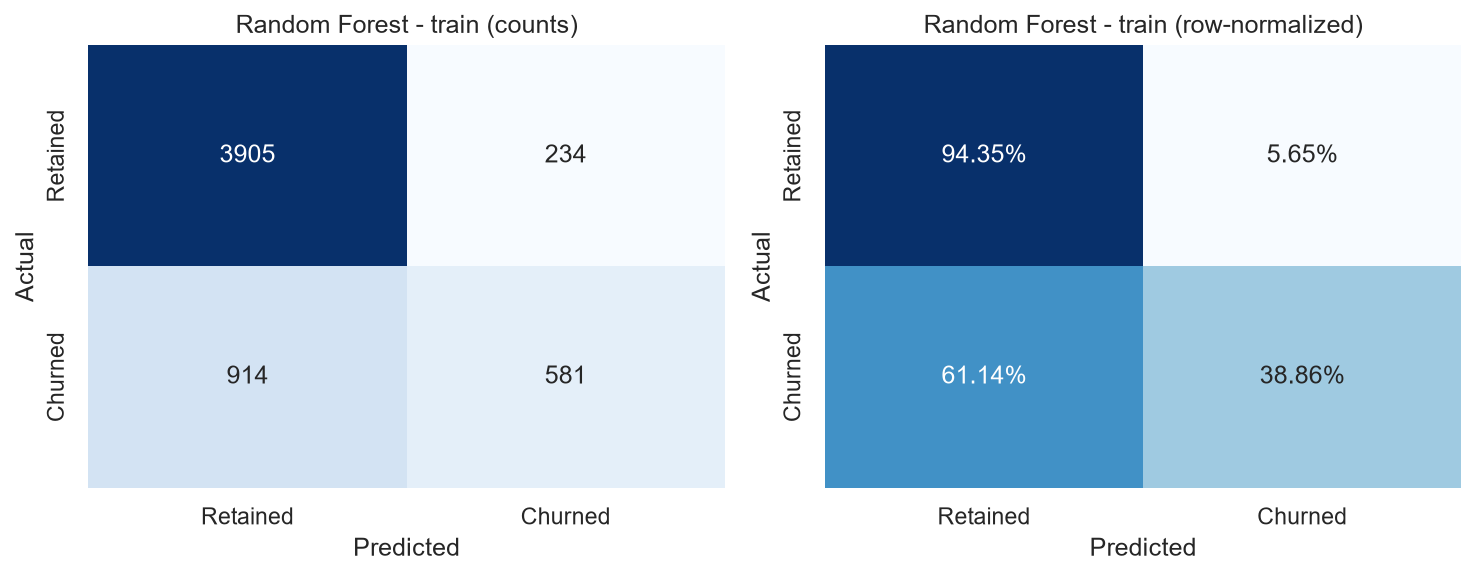 Random Forest - train (counts)
Actual
Retained
Churned
3905
234
914
581
Retained
Churned
Predicted
Random Forest - train (row-normalized)
Actual
Retained
Churned
94.35%
5.65%
61.14%
38.86%
Retained
Churned
Predicted